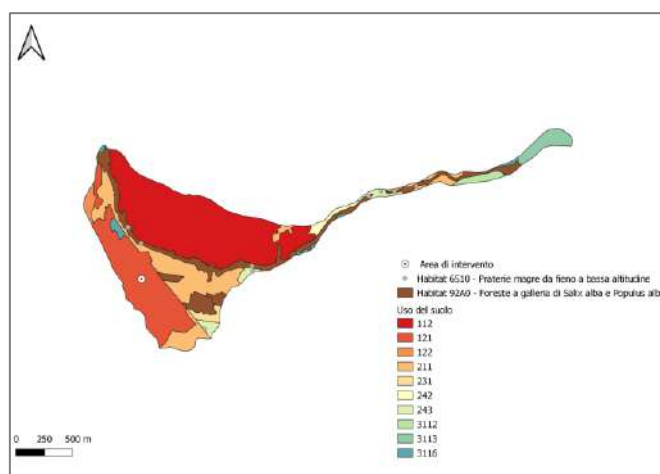 Area di intervento
Habitat 6510 - Praterie magre da fieno a bassa altitudine
Habitat 92A0 - Foreste a galleria di Salix alba e Populus alb
Uso del suolo
112
121
122
211
231
242
243
3112
3113
3116
0 250 500 m